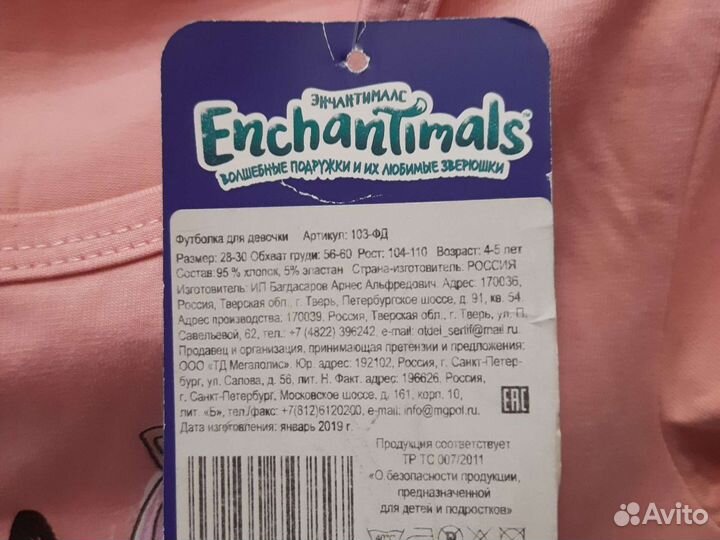 ЭНЧАНТИМАЛС
EnchanTimals™
ВОЛШЕБНЫЕ ПОДРУЖКИ И ИХ ЛЮБИМЫЕ ЗВЕРЮШКИ
Футболка для девочки Артикул: 103-ФД
Размер: 28-30 Обхват груди: 56-60 Рост: 104-110 Возраст: 4-5 лет
Состав: 95 % хлопок, 5% эластан Страна-изготовитель: РОССИЯ
Изготовитель: ИП Багдасаров Арнес Альфредович Адрес: 170036,
Россия, Тверская обл., г. Тверь, Петербургское шоссе, д. 91, кв. 54
Адрес производства: 170039, Россия, Тверская обл., г. Тверь, ул. П.
Савельевой, 62, тел.: +7 (4822) 396242, e-mail: otdel_sertif@mail.ru
Продавец и организация, принимающая претензии и предложения:
ООО «ТД Мегаполис» Юр. адрес: 192102, Россия, г. Санкт-Петер-
бург, ул. Салова, д. 56, лит. Н. Факт. адрес: 196626, Россия,
г. Санкт-Петербург, Московское шоссе, д. 161, корп. 10,
лит. «Б», тел./факс: +7(812)6120200, e-mail: info@mgpol.ru.
Дата изготовления: январь 2019 г.
EAC
Продукция соответствует
ТР ТС 007/2011
«О безопасности продукции,
предназначенной
для детей и подростков»
40°C
P
Avito